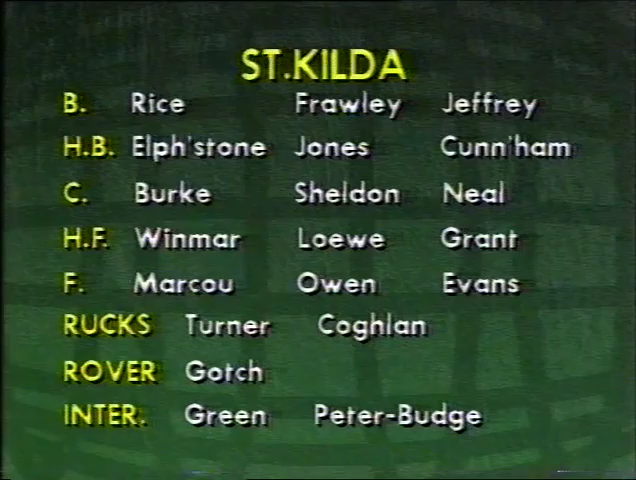 ST.KILDA
B. Rice Frawley Jeffrey
H.B. Elph'stone Jones Cunn'ham
C. Burke Sheldon Neal
H.F. Winmar Loewe Grant
F. Marcou Owen Evans
RUCKS Turner Coghlan
ROVER Gotch
INTER. Green Peter-Budge